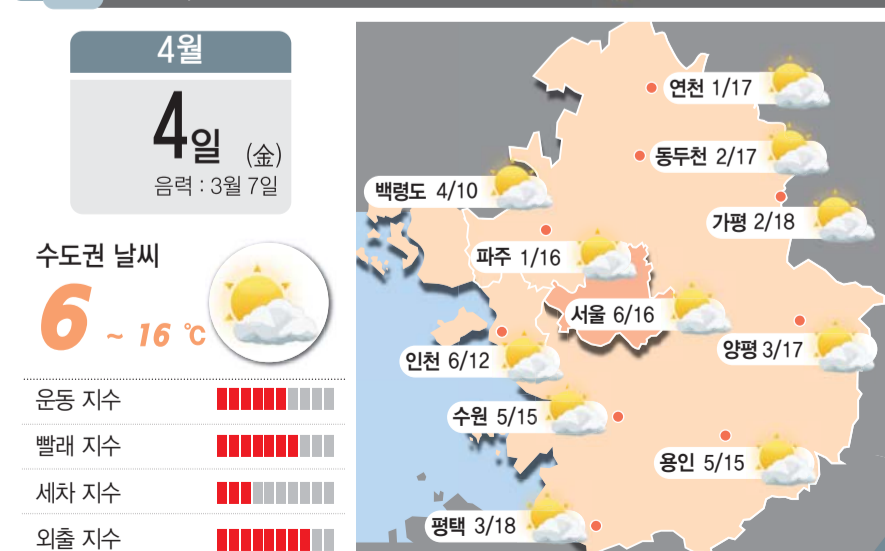 4월
4일 (金)
음력 : 3월 7일
수도권 날씨
6 ~ 16 ℃
운동 지수
빨래 지수
세차 지수
외출 지수
연천 1/17
동두천 2/17
백령도 4/10
가평 2/18
파주 1/16
서울 6/16
양평 3/17
인천 6/12
수원 5/15
용인 5/15
평택 3/18